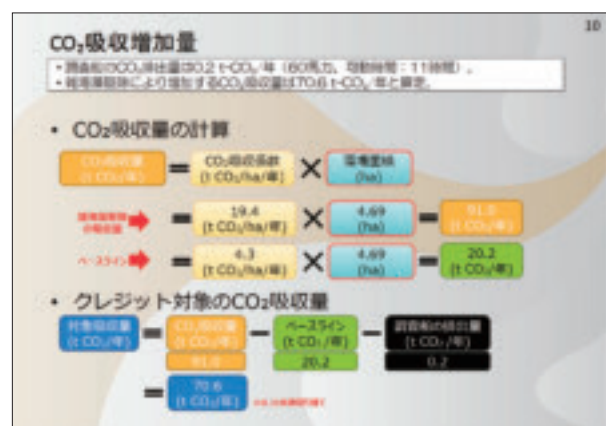 10
CO₂吸収増加量
• 調査船のCO₂排出量は0.2 t-CO₂/年(60馬力、稼働時間:11時間)。
により増加するCO₂吸収量は70.6 t-CO₂/年と算定。
• CO₂吸収量の計算
CO₂吸収量 = CO₂吸収係数 × 藻場面積
(t CO₂/年) (t CO₂/ha/年) (ha)
19.4 4.69 91.0
= (t CO₂/ha/年) × (ha) = (t CO₂/年)
ベースライン = 4.3 × 4.69 = 20.2
(t CO₂/ha/年) (ha) (t CO₂/年)
• クレジット対象のCO₂吸収量
対象吸収量 = CO₂吸収量 − ベースライン − 調査船の排出量
(t CO₂/年) (t CO₂/年) (t CO₂/年) (t CO₂/年)
91.0 20.2 0.2
= 70.6
(t CO₂/年)